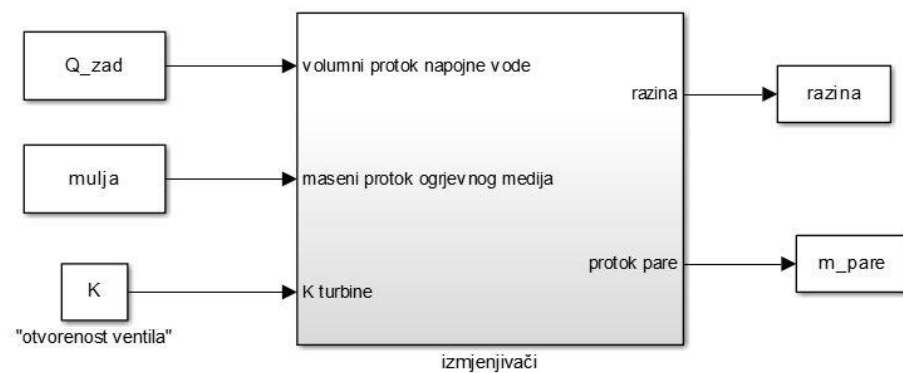 Q_zad
volumni protok napojne vode
razina
razina
mulja
maseni protok ogrjevnog medija
protok pare
m_pare
K
K turbine
"otvorenost ventila"
izmjenjivači